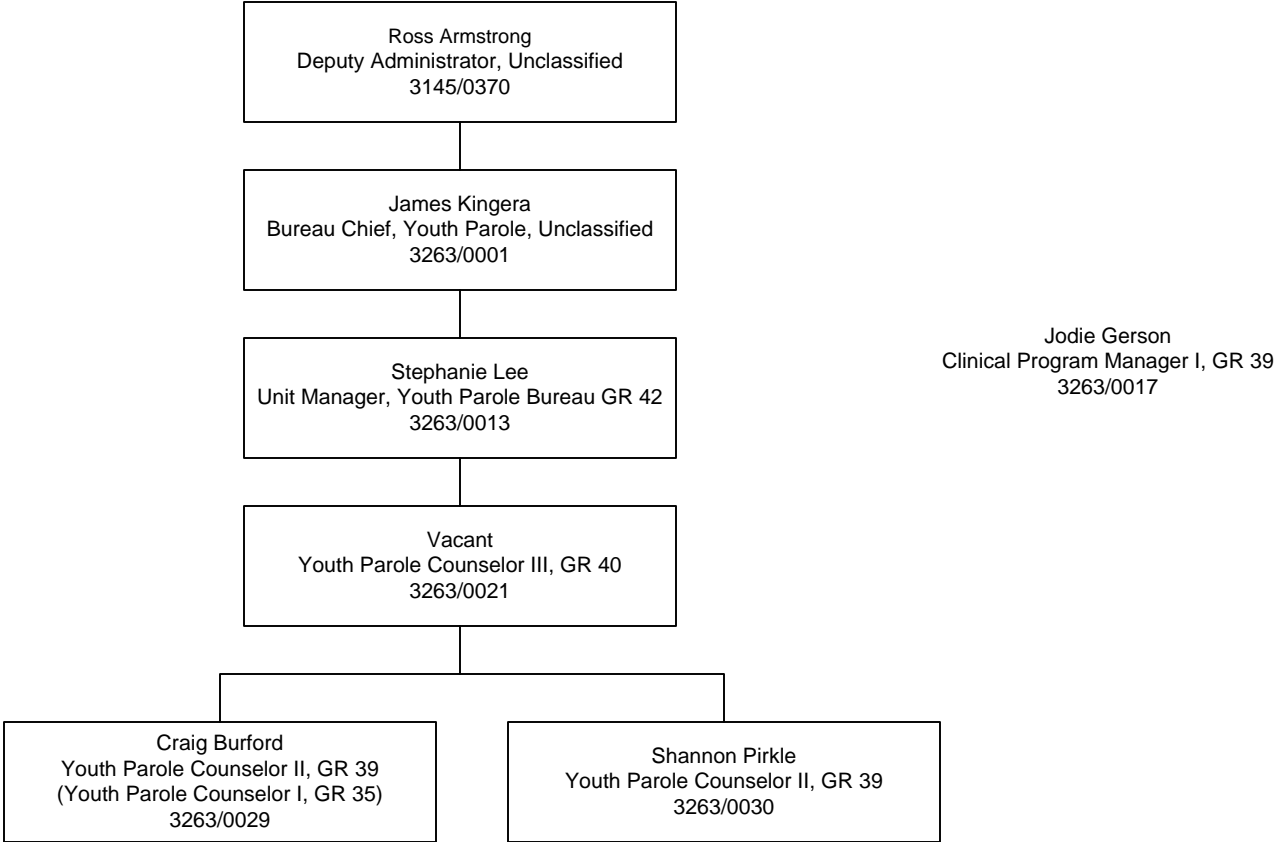 Ross Armstrong
Deputy Administrator, Unclassified
3145/0370
James Kingera
Bureau Chief, Youth Parole, Unclassified
3263/0001
Stephanie Lee
Unit Manager, Youth Parole Bureau GR 42
3263/0013
Jodie Gerson
Clinical Program Manager I, GR 39
3263/0017
Vacant
Youth Parole Counselor III, GR 40
3263/0021
Craig Burford
Youth Parole Counselor II, GR 39
(Youth Parole Counselor I, GR 35)
3263/0029
Shannon Pirkle
Youth Parole Counselor II, GR 39
3263/0030